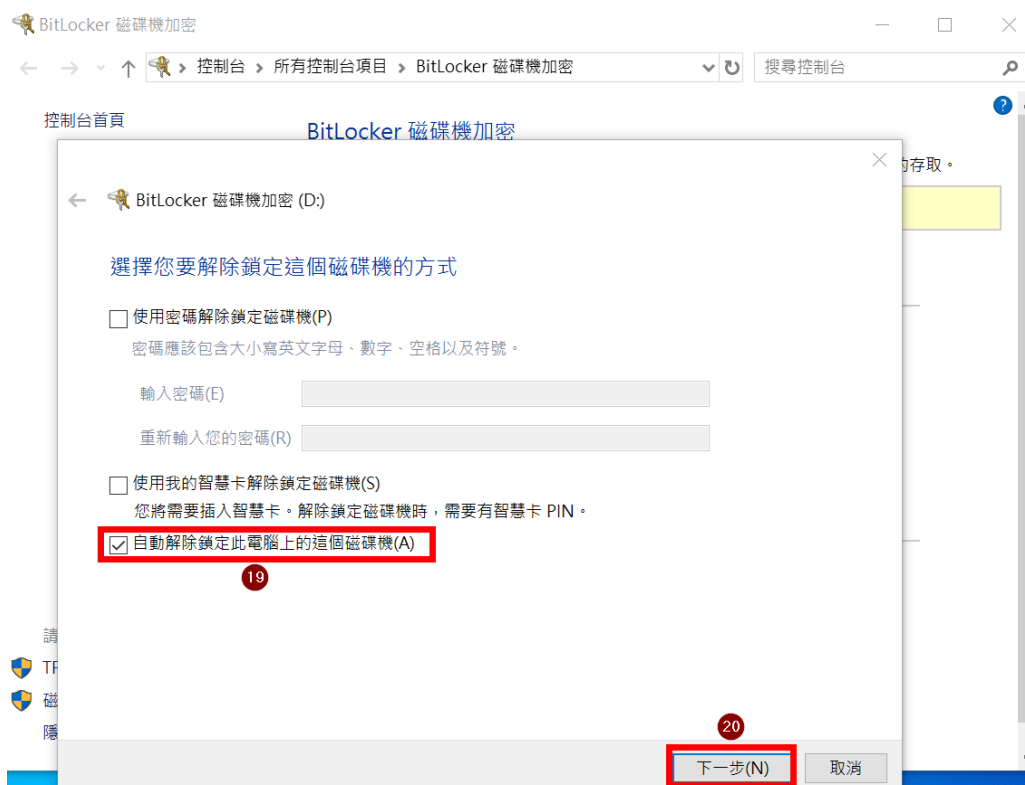 BitLocker 磁碟機加密
控制台 › 所有控制台項目 › BitLocker 磁碟機加密
搜尋控制台
控制台首頁
BitLocker 磁碟機加密
的存取。
BitLocker 磁碟機加密 (D:)
選擇您要解除鎖定這個磁碟機的方式
使用密碼解除鎖定磁碟機(P)
密碼應該包含大小寫英文字母、數字、空格以及符號。
輸入密碼(E)
重新輸入您的密碼(R)
使用我的智慧卡解除鎖定磁碟機(S)
您將需要插入智慧卡。解除鎖定磁碟機時，需要有智慧卡 PIN。
自動解除鎖定此電腦上的這個磁碟機(A)
19
請
磁
隱
20
下一步(N)
取消